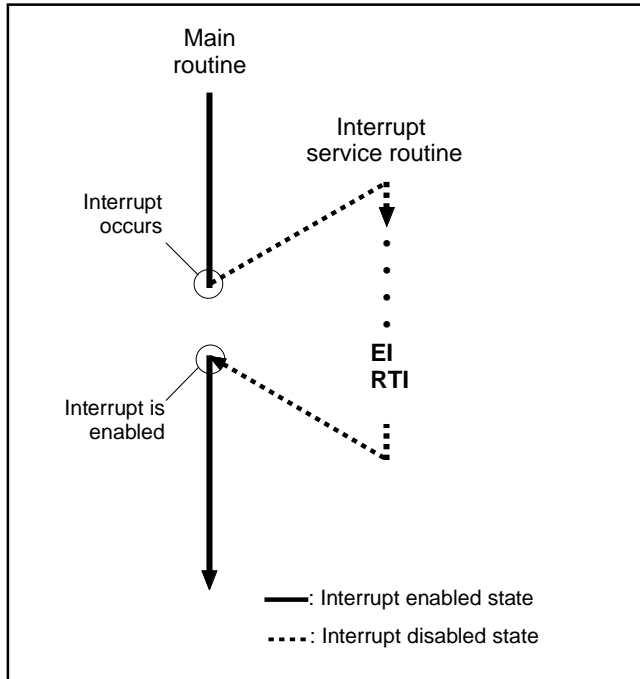 Main
routine
Interrupt
service routine
Interrupt
occurs
EI
RTI
Interrupt is
enabled
: Interrupt enabled state
: Interrupt disabled state